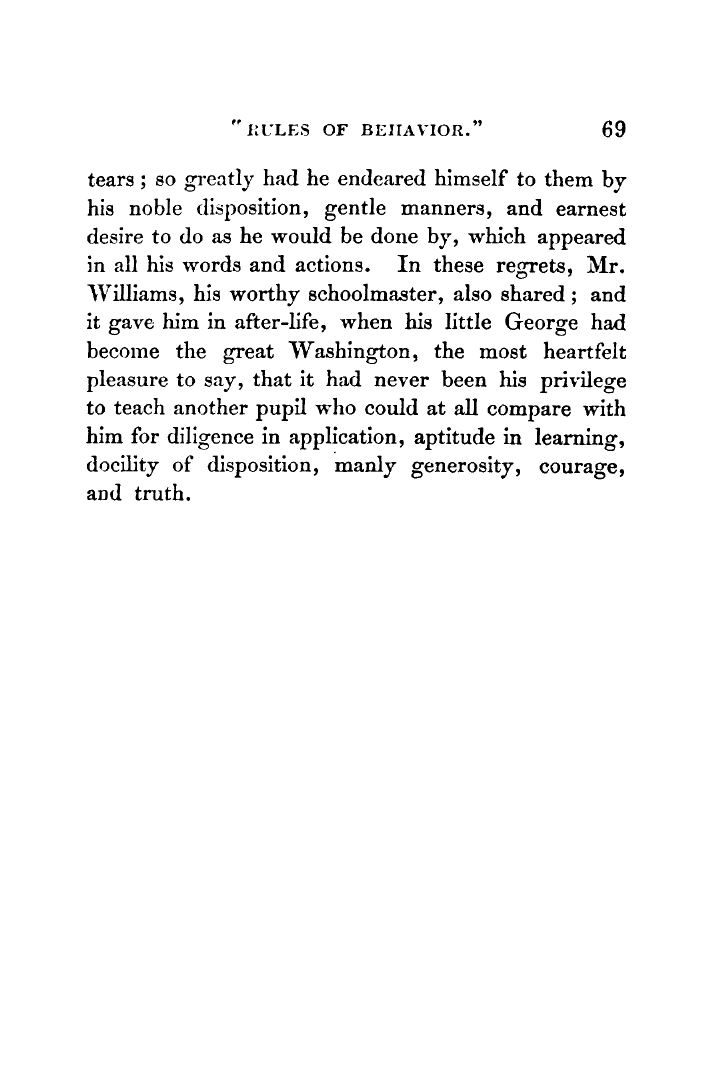 "RULES OF BEHAVIOR." 69
tears ; so greatly had he endeared himself to them by
his noble disposition, gentle manners, and earnest
desire to do as he would be done by, which appeared
in all his words and actions. In these regrets, Mr.
Williams, his worthy schoolmaster, also shared ; and
it gave him in after-life, when his little George had
become the great Washington, the most heartfelt
pleasure to say, that it had never been his privilege
to teach another pupil who could at all compare with
him for diligence in application, aptitude in learning,
docility of disposition, manly generosity, courage,
and truth.